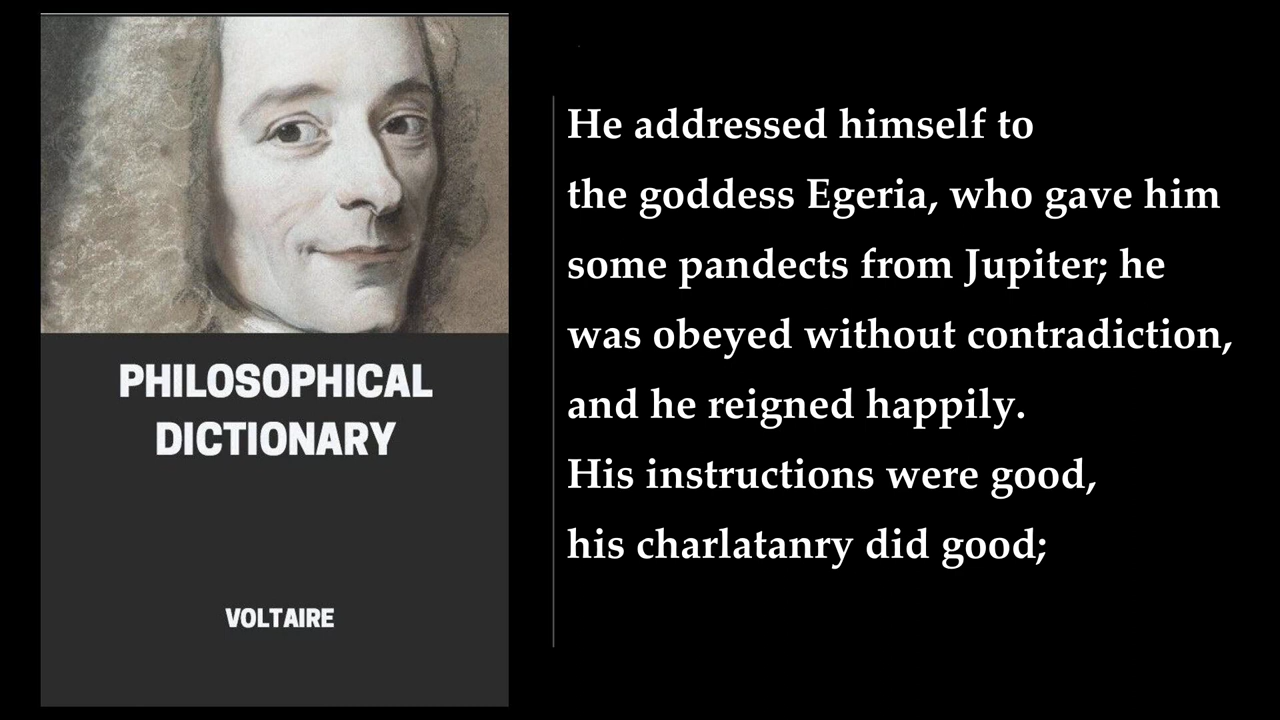 PHILOSOPHICAL
DICTIONARY
VOLTAIRE
He addressed himself to
the goddess Egeria, who gave him
some pandects from Jupiter; he
was obeyed without contradiction,
and he reigned happily.
His instructions were good,
his charlatanry did good;